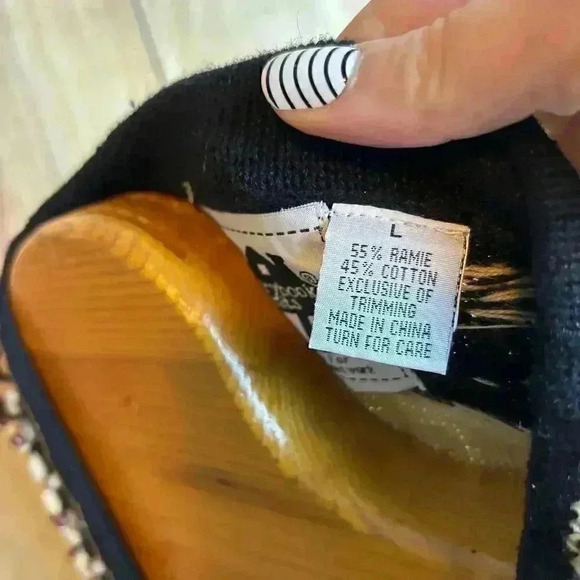 L
55% RAMIE
45% COTTON
EXCLUSIVE OF
TRIMMING
MADE IN CHINA
TURN FOR CARE
®